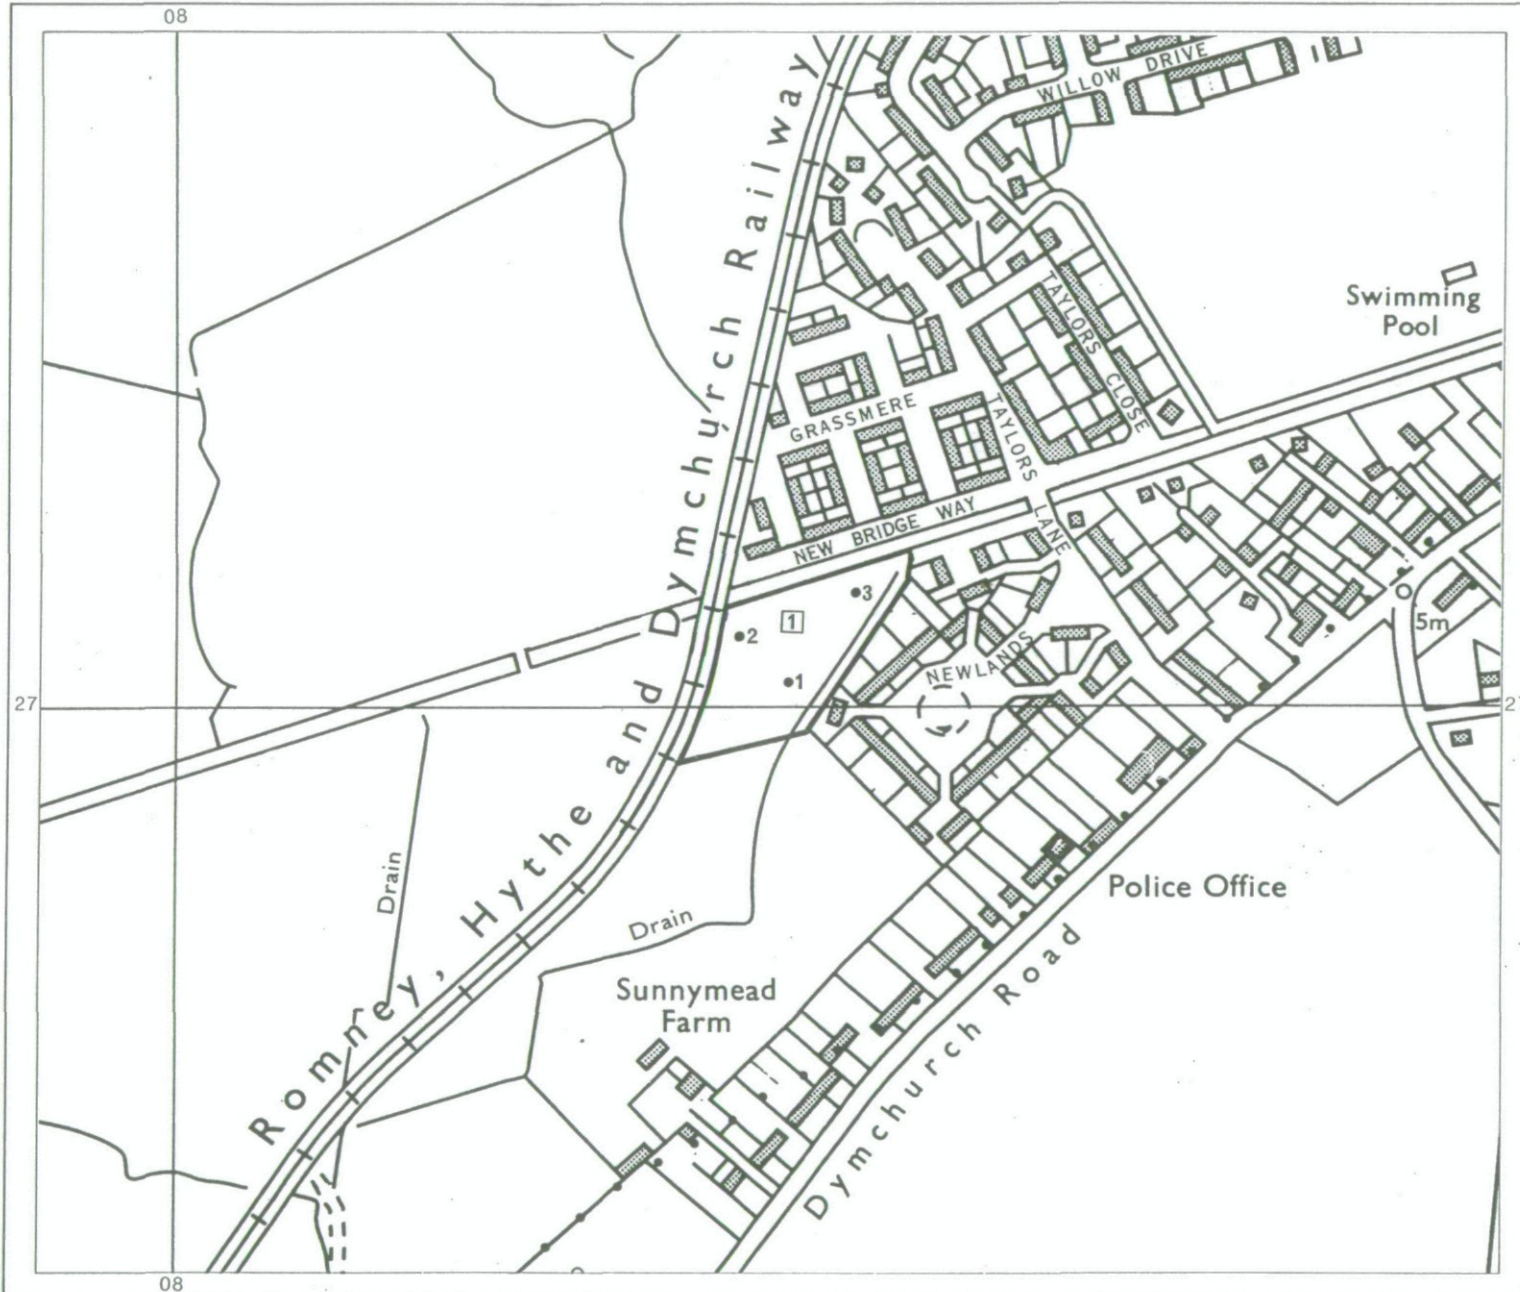 08
WILLOW DRIVE
Romney, Hythe and Dymchurch Railway
TAYLORS CLOSE
Swimming
Pool
GRASSMERE
TAYLORS LANE
NEW BRIDGE WAY
3
1
2
1
5m
NEWLANDS
27
2
Drain
Police Office
Drain
Sunnymead
Farm
Dymchurch Road
08